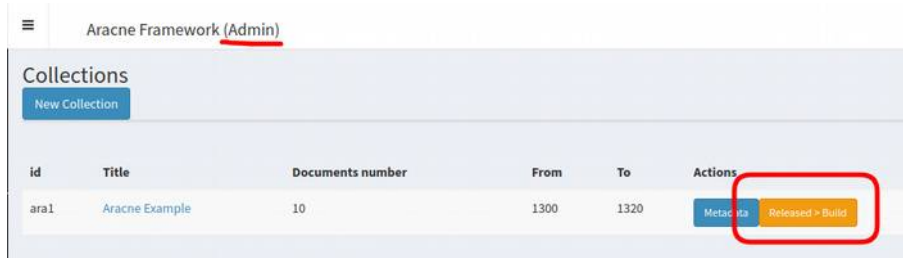 Aracne Framework (Admin)
Collections
New Collection
id Title Documents number From To Actions
ara1 Aracne Example 10 1300 1320 Metadata Released > Build